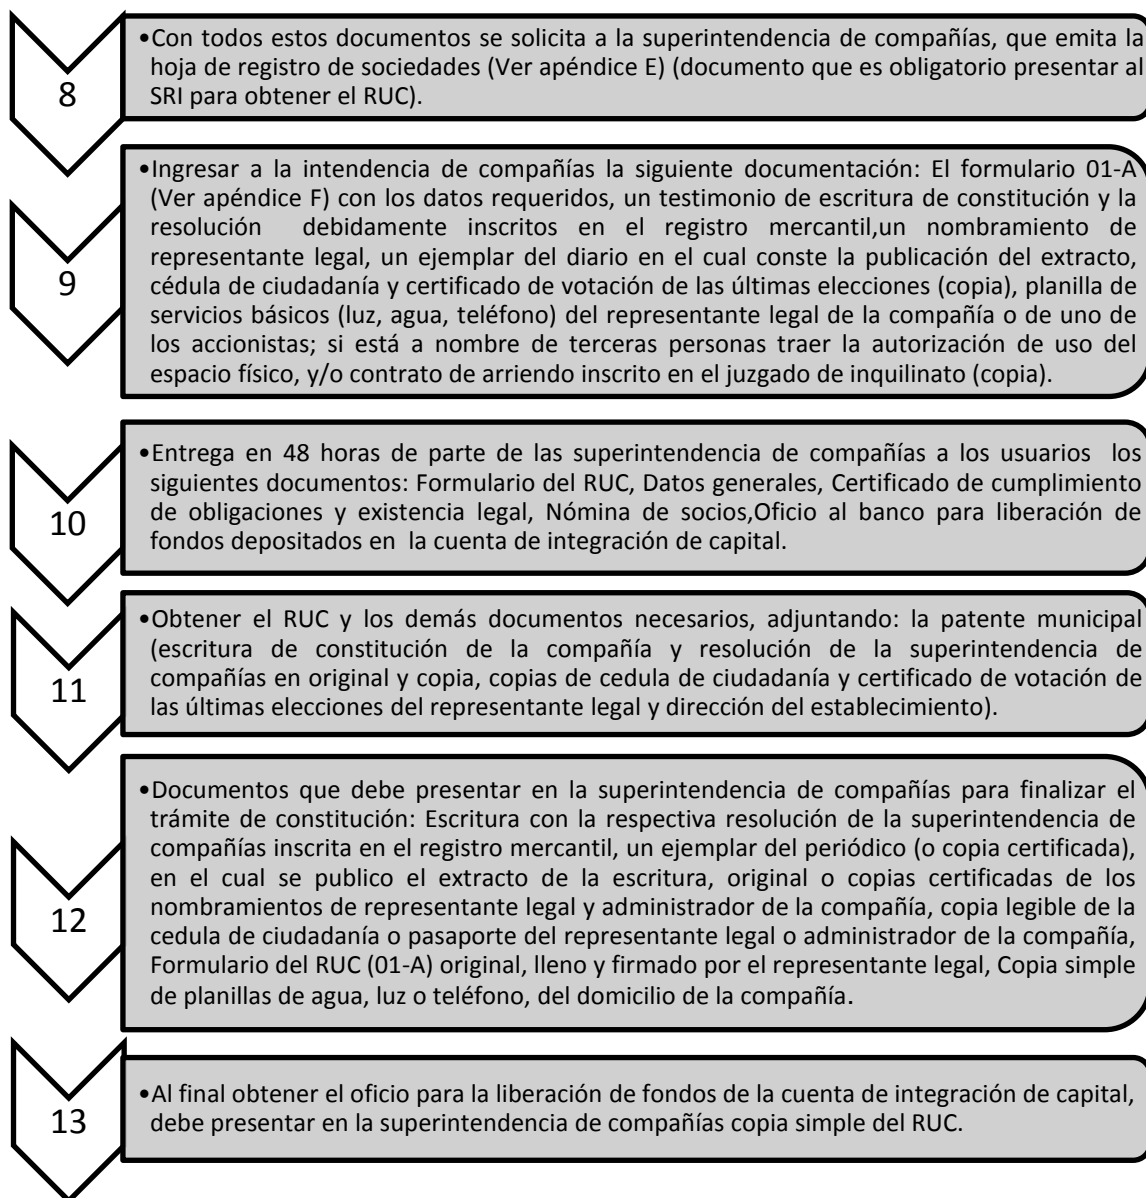 8
•Con todos estos documentos se solicita a la superintendencia de compañías, que emita la
hoja de registro de sociedades (Ver apéndice E) (documento que es obligatorio presentar al
SRI para obtener el RUC).
9
•Ingresar a la intendencia de compañías la siguiente documentación: El formulario 01-A
(Ver apéndice F) con los datos requeridos, un testimonio de escritura de constitución y la
resolución debidamente inscritos en el registro mercantil,un nombramiento de
representante legal, un ejemplar del diario en el cual conste la publicación del extracto,
cédula de ciudadanía y certificado de votación de las últimas elecciones (copia), planilla de
servicios básicos (luz, agua, teléfono) del representante legal de la compañía o de uno de
los accionistas; si está a nombre de terceras personas traer la autorización de uso del
espacio físico, y/o contrato de arriendo inscrito en el juzgado de inquilinato (copia).
10
•Entrega en 48 horas de parte de las superintendencia de compañías a los usuarios los
siguientes documentos: Formulario del RUC, Datos generales, Certificado de cumplimiento
de obligaciones y existencia legal, Nómina de socios,Oficio al banco para liberación de
fondos depositados en la cuenta de integración de capital.
11
•Obtener el RUC y los demás documentos necesarios, adjuntando: la patente municipal
(escritura de constitución de la compañía y resolución de la superintendencia de
compañías en original y copia, copias de cedula de ciudadanía y certificado de votación de
las últimas elecciones del representante legal y dirección del establecimiento).
12
•Documentos que debe presentar en la superintendencia de compañías para finalizar el
trámite de constitución: Escritura con la respectiva resolución de la superintendencia de
compañías inscrita en el registro mercantil, un ejemplar del periódico (o copia certificada),
en el cual se publico el extracto de la escritura, original o copias certificadas de los
nombramientos de representante legal y administrador de la compañía, copia legible de la
cedula de ciudadanía o pasaporte del representante legal o administrador de la compañía,
Formulario del RUC (01-A) original, lleno y firmado por el representante legal, Copia simple
de planillas de agua, luz o teléfono, del domicilio de la compañía.
13
•Al final obtener el oficio para la liberación de fondos de la cuenta de integración de capital,
debe presentar en la superintendencia de compañías copia simple del RUC.